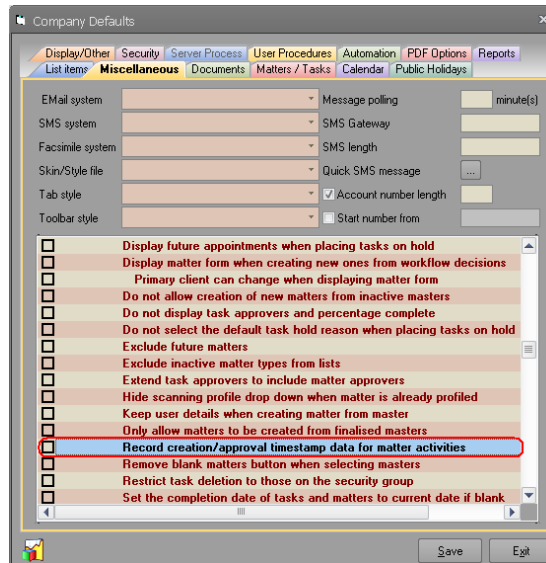 Company Defaults
Display/Other Security Server Process User Procedures Automation PDF Options Reports
List items Miscellaneous Documents Matters / Tasks Calendar Public Holidays
EMail system Message polling minute(s)
SMS system SMS Gateway
Facsimile system SMS length
Skin/Style file Quick SMS message ...
Tab style Account number length
Toolbar style Start number from
Display future appointments when placing tasks on hold
Display matter form when creating new ones from workflow decisions
Primary client can change when displaying matter form
Do not allow creation of new matters from inactive masters
Do not display task approvers and percentage complete
Do not select the default task hold reason when placing tasks on hold
Exclude future matters
Exclude inactive matter types from lists
Extend task approvers to include matter approvers
Hide scanning profile drop down when matter is already profiled
Keep user details when creating matter from master
Only allow matters to be created from finalised masters
Record creation/approval timestamp data for matter activities
Remove blank matters button when selecting masters
Restrict task deletion to those on the security group
Set the completion date of tasks and matters to current date if blank
Save Exit